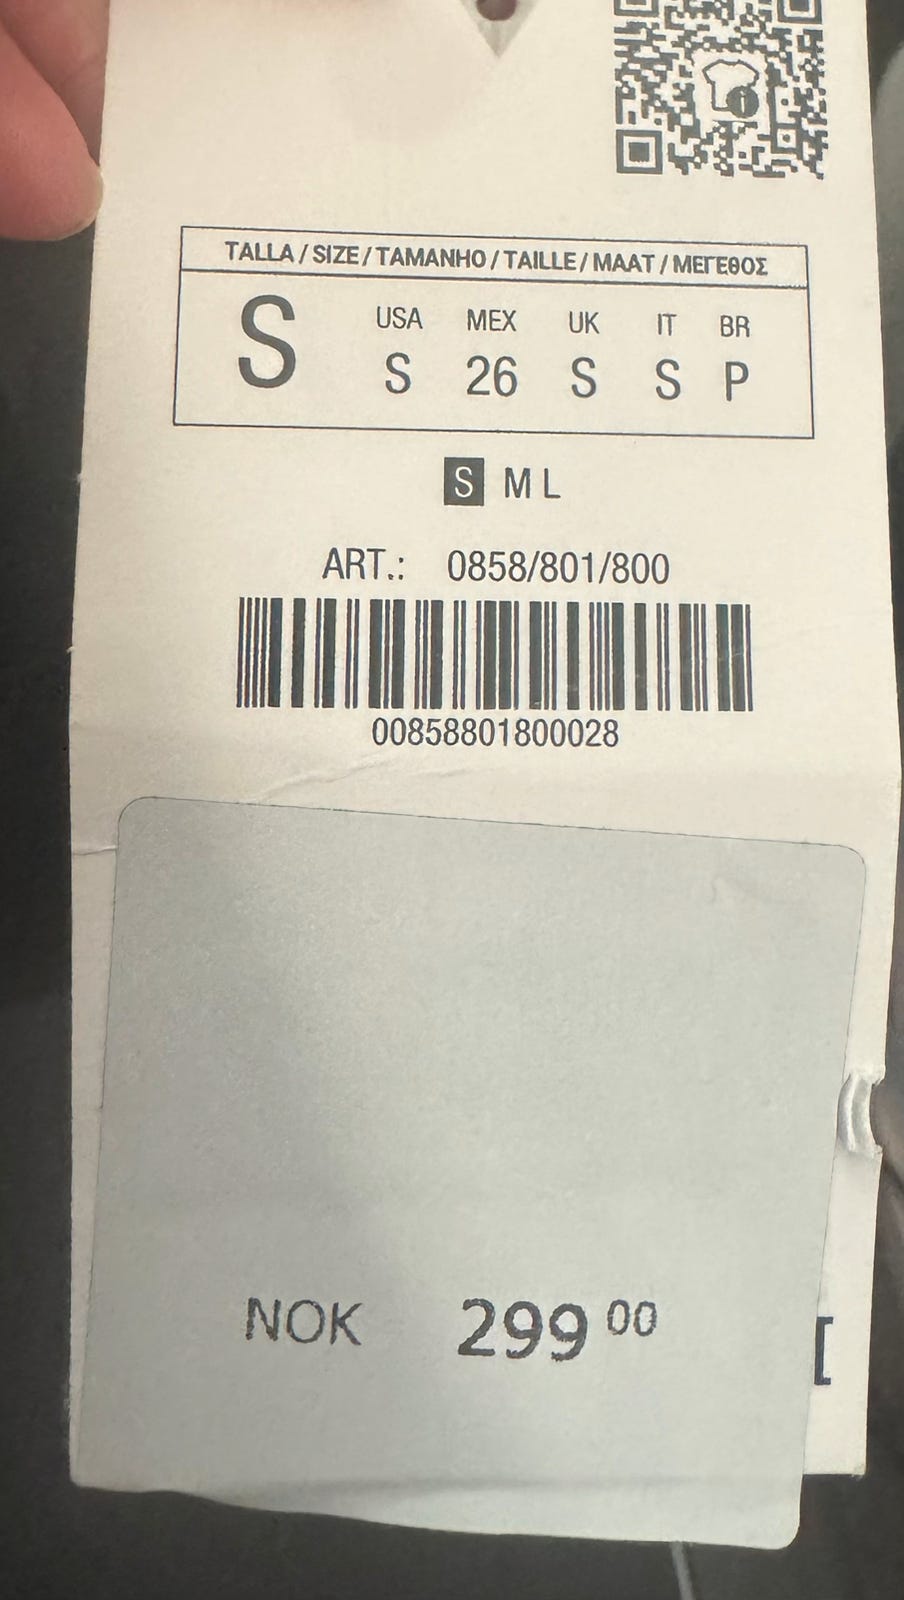 TALLA / SIZE / TAMANHO / TAILLE / MAAT / ΜΕΓΕΘΟΣ
S
USA MEX UK IT BR
S 26 S S P
S M L
ART.: 0858/801/800
00858801800028
NOK 299 00